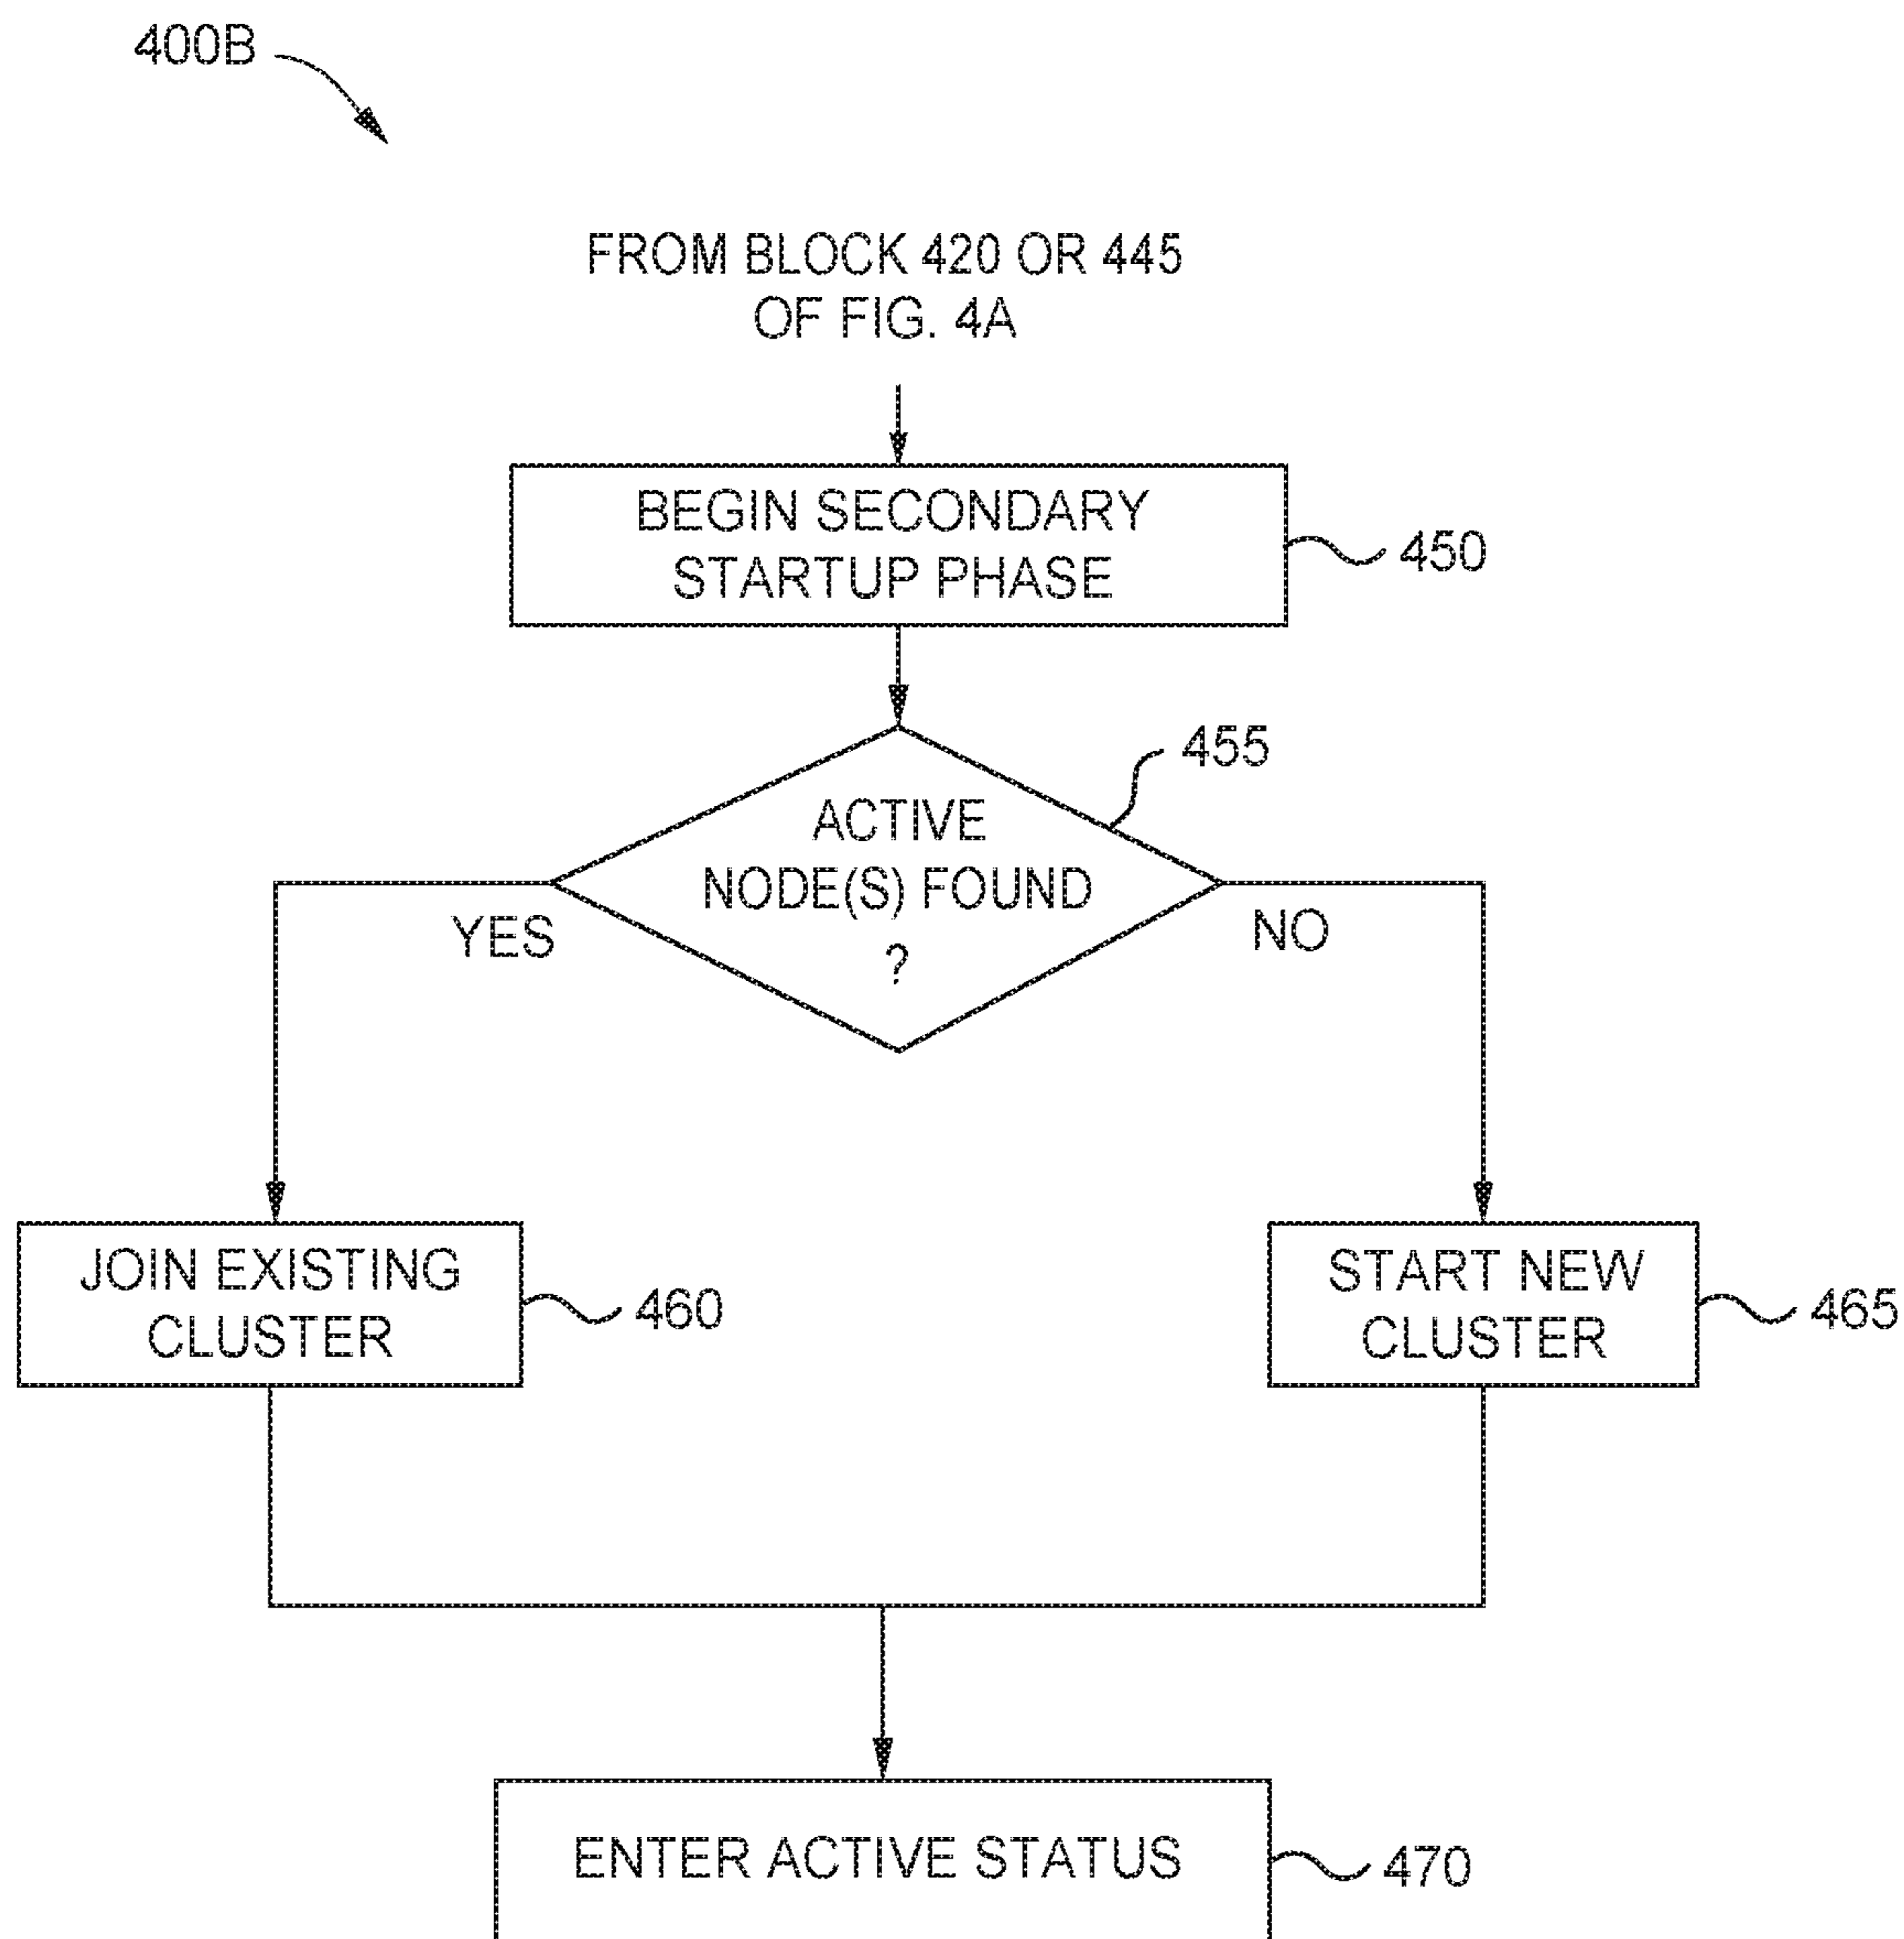 400B
FROM BLOCK 420 OR 445
OF FIG. 4A
BEGIN SECONDARY
STARTUP PHASE
450
455
ACTIVE
NODE(S) FOUND
?
YES
NO
JOIN EXISTING
CLUSTER
460
START NEW
CLUSTER
465
ENTER ACTIVE STATUS
470